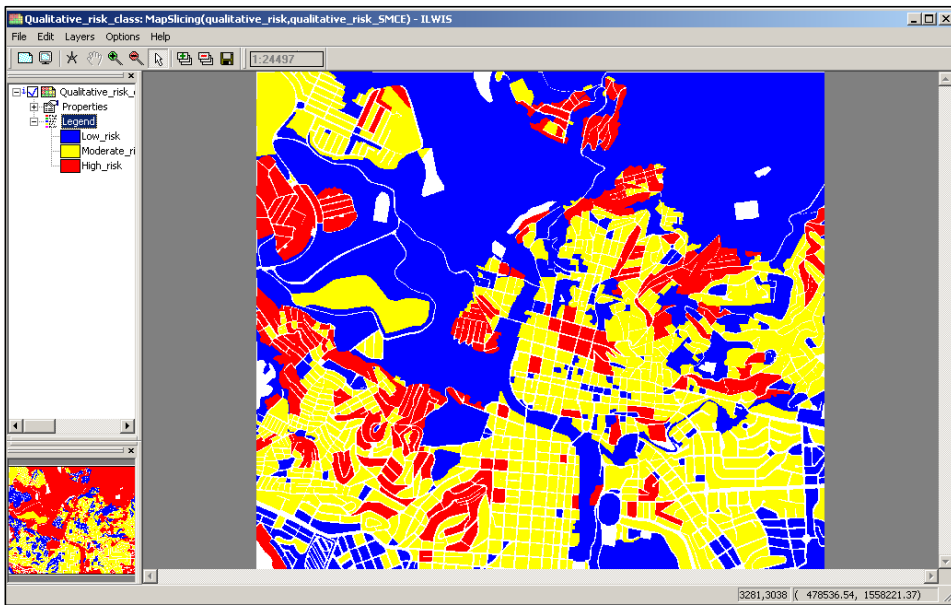 Qualitative_risk_class: MapSlicing(qualitative_risk,qualitative_risk_SMCE) - ILWIS
File Edit Layers Options Help
1:24497
Qualitative_risk_
Properties
Legend
Low_risk
Moderate_ri
High_risk
3281,3038 ( 478536.54, 1558221.37)